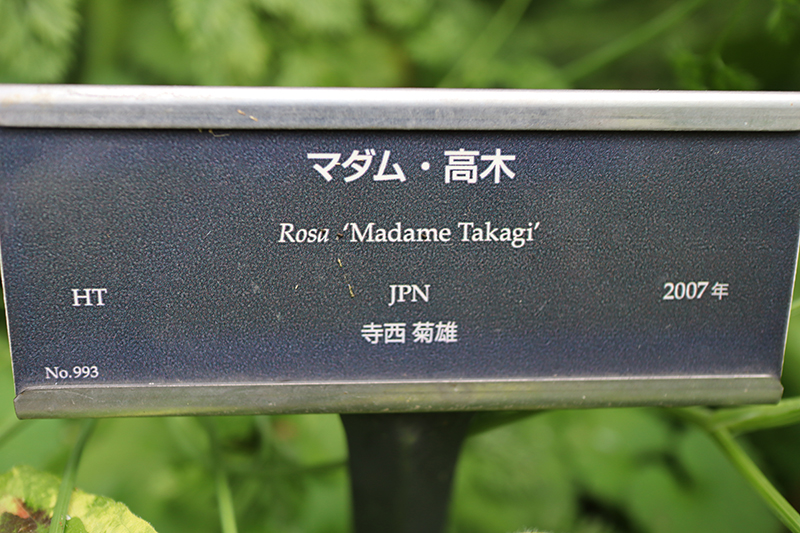 マダム・高木
Rosa 'Madame Takagi'
HT JPN 2007年
寺西 菊雄
No.993